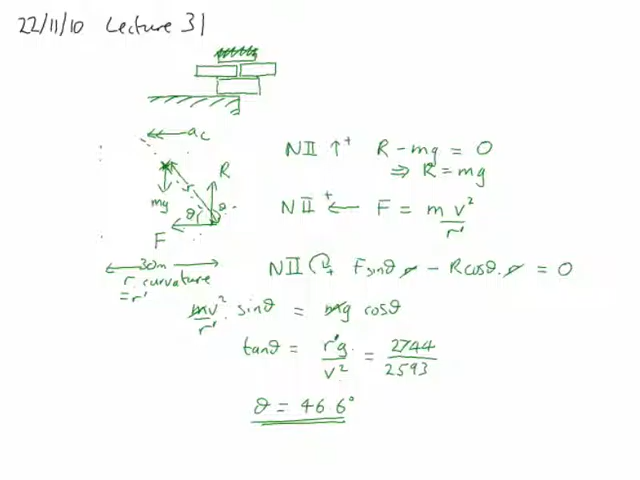 22/11/10 Lecture 31
a_c
NII ↑+ R - mg = 0
⇒ R = mg
R
r
mg
θ θ
F
NII ←+ F = m v²/r'
30m
r curvature
= r'
NII ↷+ F sinθ r - R cosθ r = 0
mv²/r' sinθ = mg cosθ
tanθ = r'g/v² = 2744/2593
θ = 46.6°